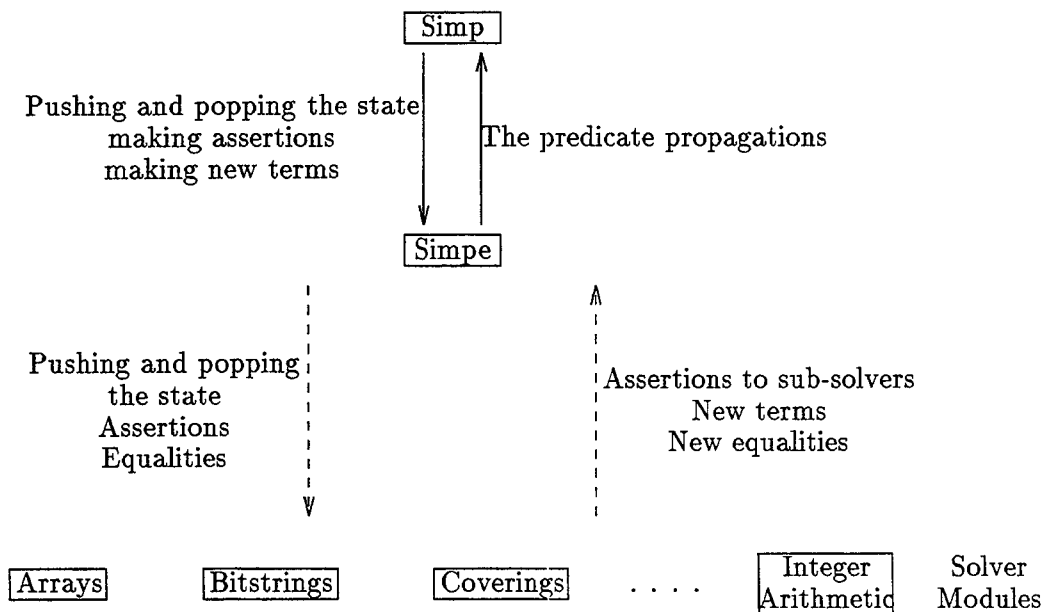 Simp
Pushing and popping the state
making assertions
making new terms
The predicate propagations
Simpe
Pushing and popping
the state
Assertions
Equalities
Assertions to sub-solvers
New terms
New equalities
Arrays
Bitstrings
Coverings
. . . .
Integer
Arithmetic
Solver
Modules